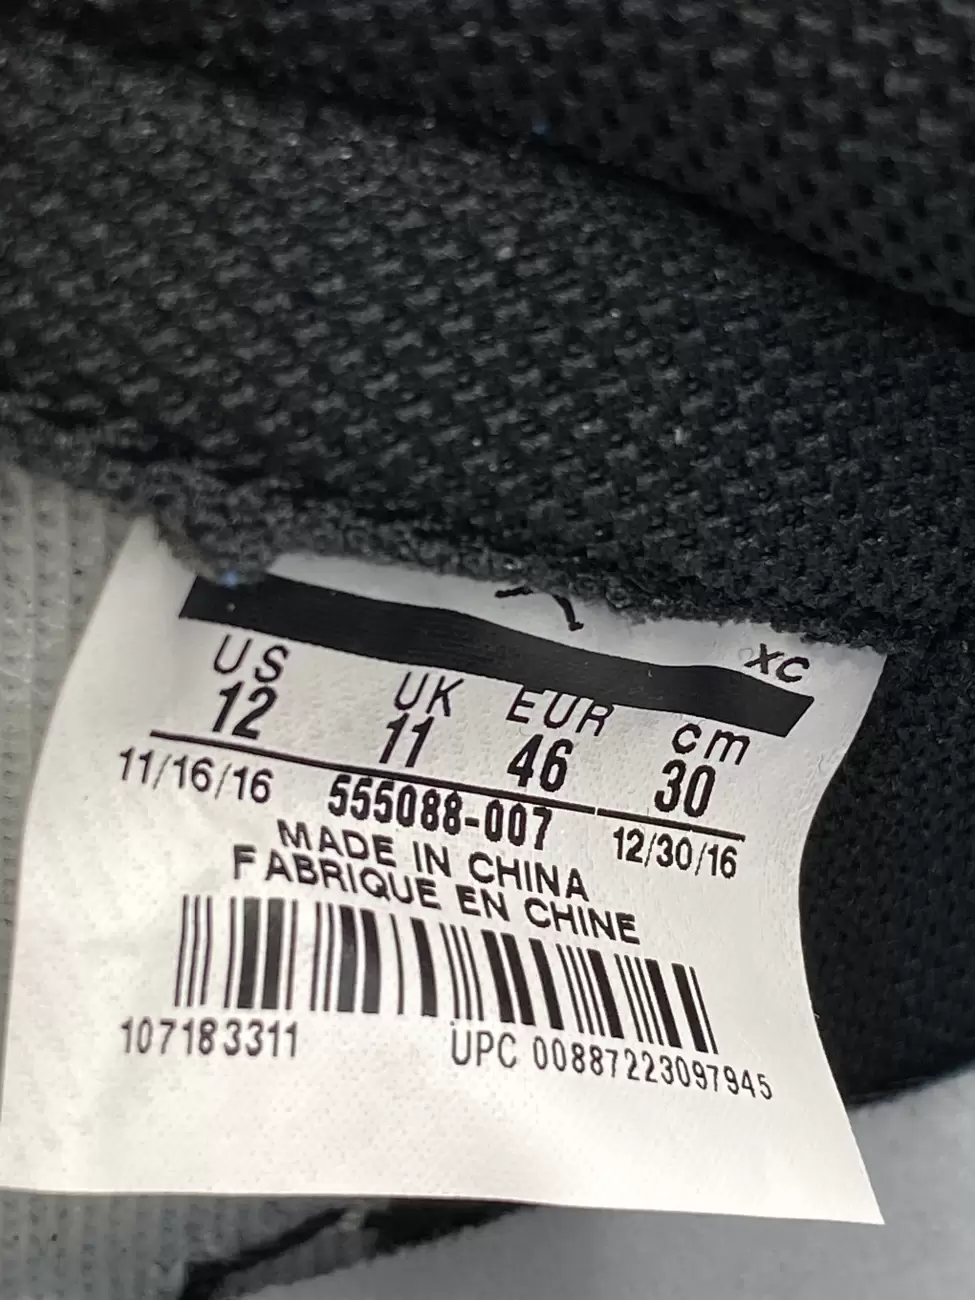 XC
US UK EUR cm
12 11 46 30
11/16/16 555088-007 12/30/16
MADE IN CHINA
FABRIQUE EN CHINE
107183311 UPC 00887223097945